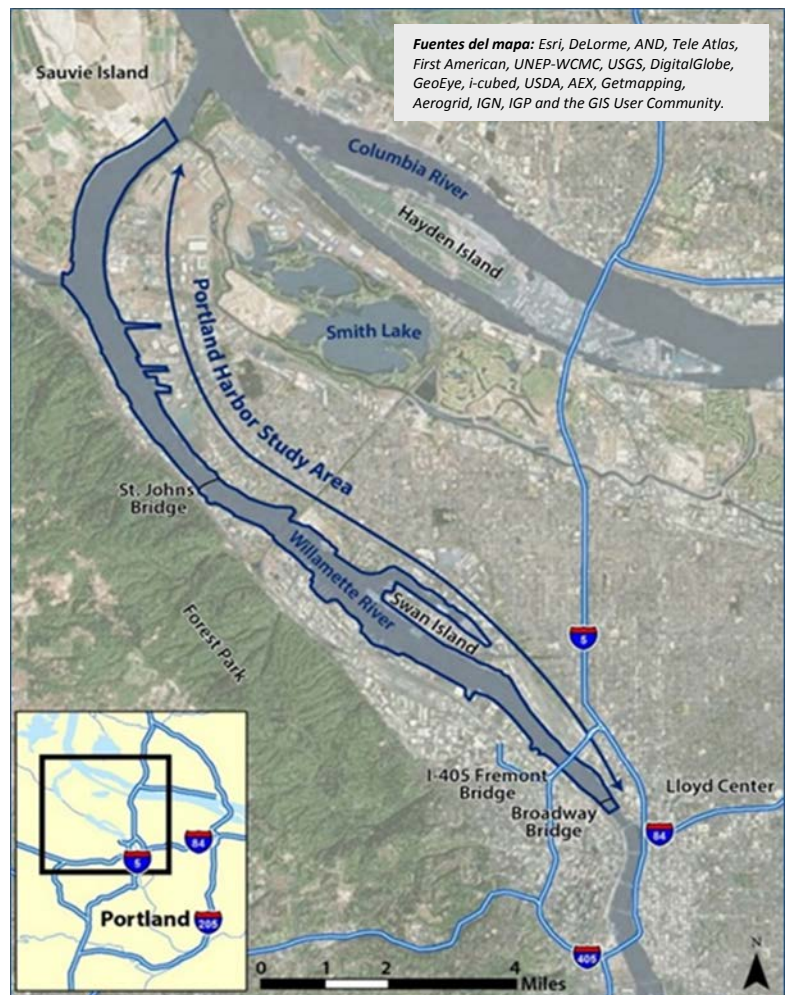 Fuentes del mapa: Esri, DeLorme, AND, Tele Atlas,
First American, UNEP-WCMC, USGS, DigitalGlobe,
GeoEye, i-cubed, USDA, AEX, Getmapping,
Aerogrid, IGN, IGP and the GIS User Community.
Sauvie Island
Columbia River
Hayden Island
Smith Lake
Portland Harbor Study Area
St. Johns
Bridge
Willamette River
Swan Island
Forest Park
5
I-405 Fremont
Bridge
Broadway
Bridge
Lloyd Center
84
405
84
5
Portland
205
0 1 2 4
Miles
N